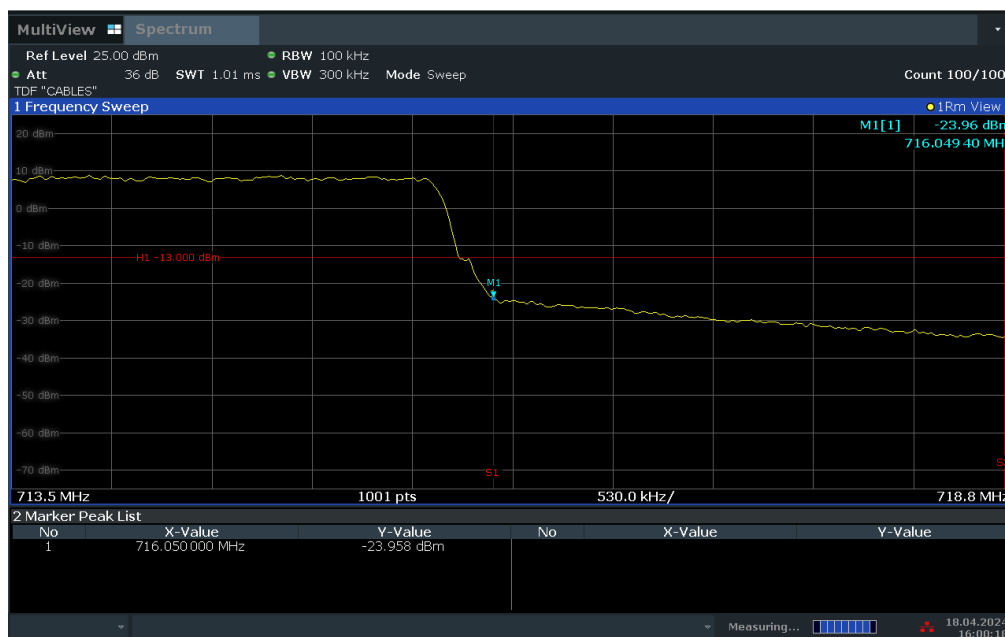 MultiView Spectrum
Ref Level 25.00 dBm RBW 100 kHz
Att 36 dB SWT 1.01 ms VBW 300 kHz Mode Sweep Count 100/100
TDF "CABLES"
1 Frequency Sweep 1Rm View
M1[1] -23.96 dBm
716.049 40 MH
20 dBm
10 dBm
0 dBm
-10 dBm
H1 -13.000 dBm
-20 dBm
M1
-30 dBm
-40 dBm
-50 dBm
-60 dBm
-70 dBm
S1
S
713.5 MHz 1001 pts 530.0 kHz/ 718.8 MHz
2 Marker Peak List
No X-Value Y-Value No X-Value Y-Value
1 716.050 000 MHz -23.958 dBm
Measuring... 18.04.2024
16:00:1